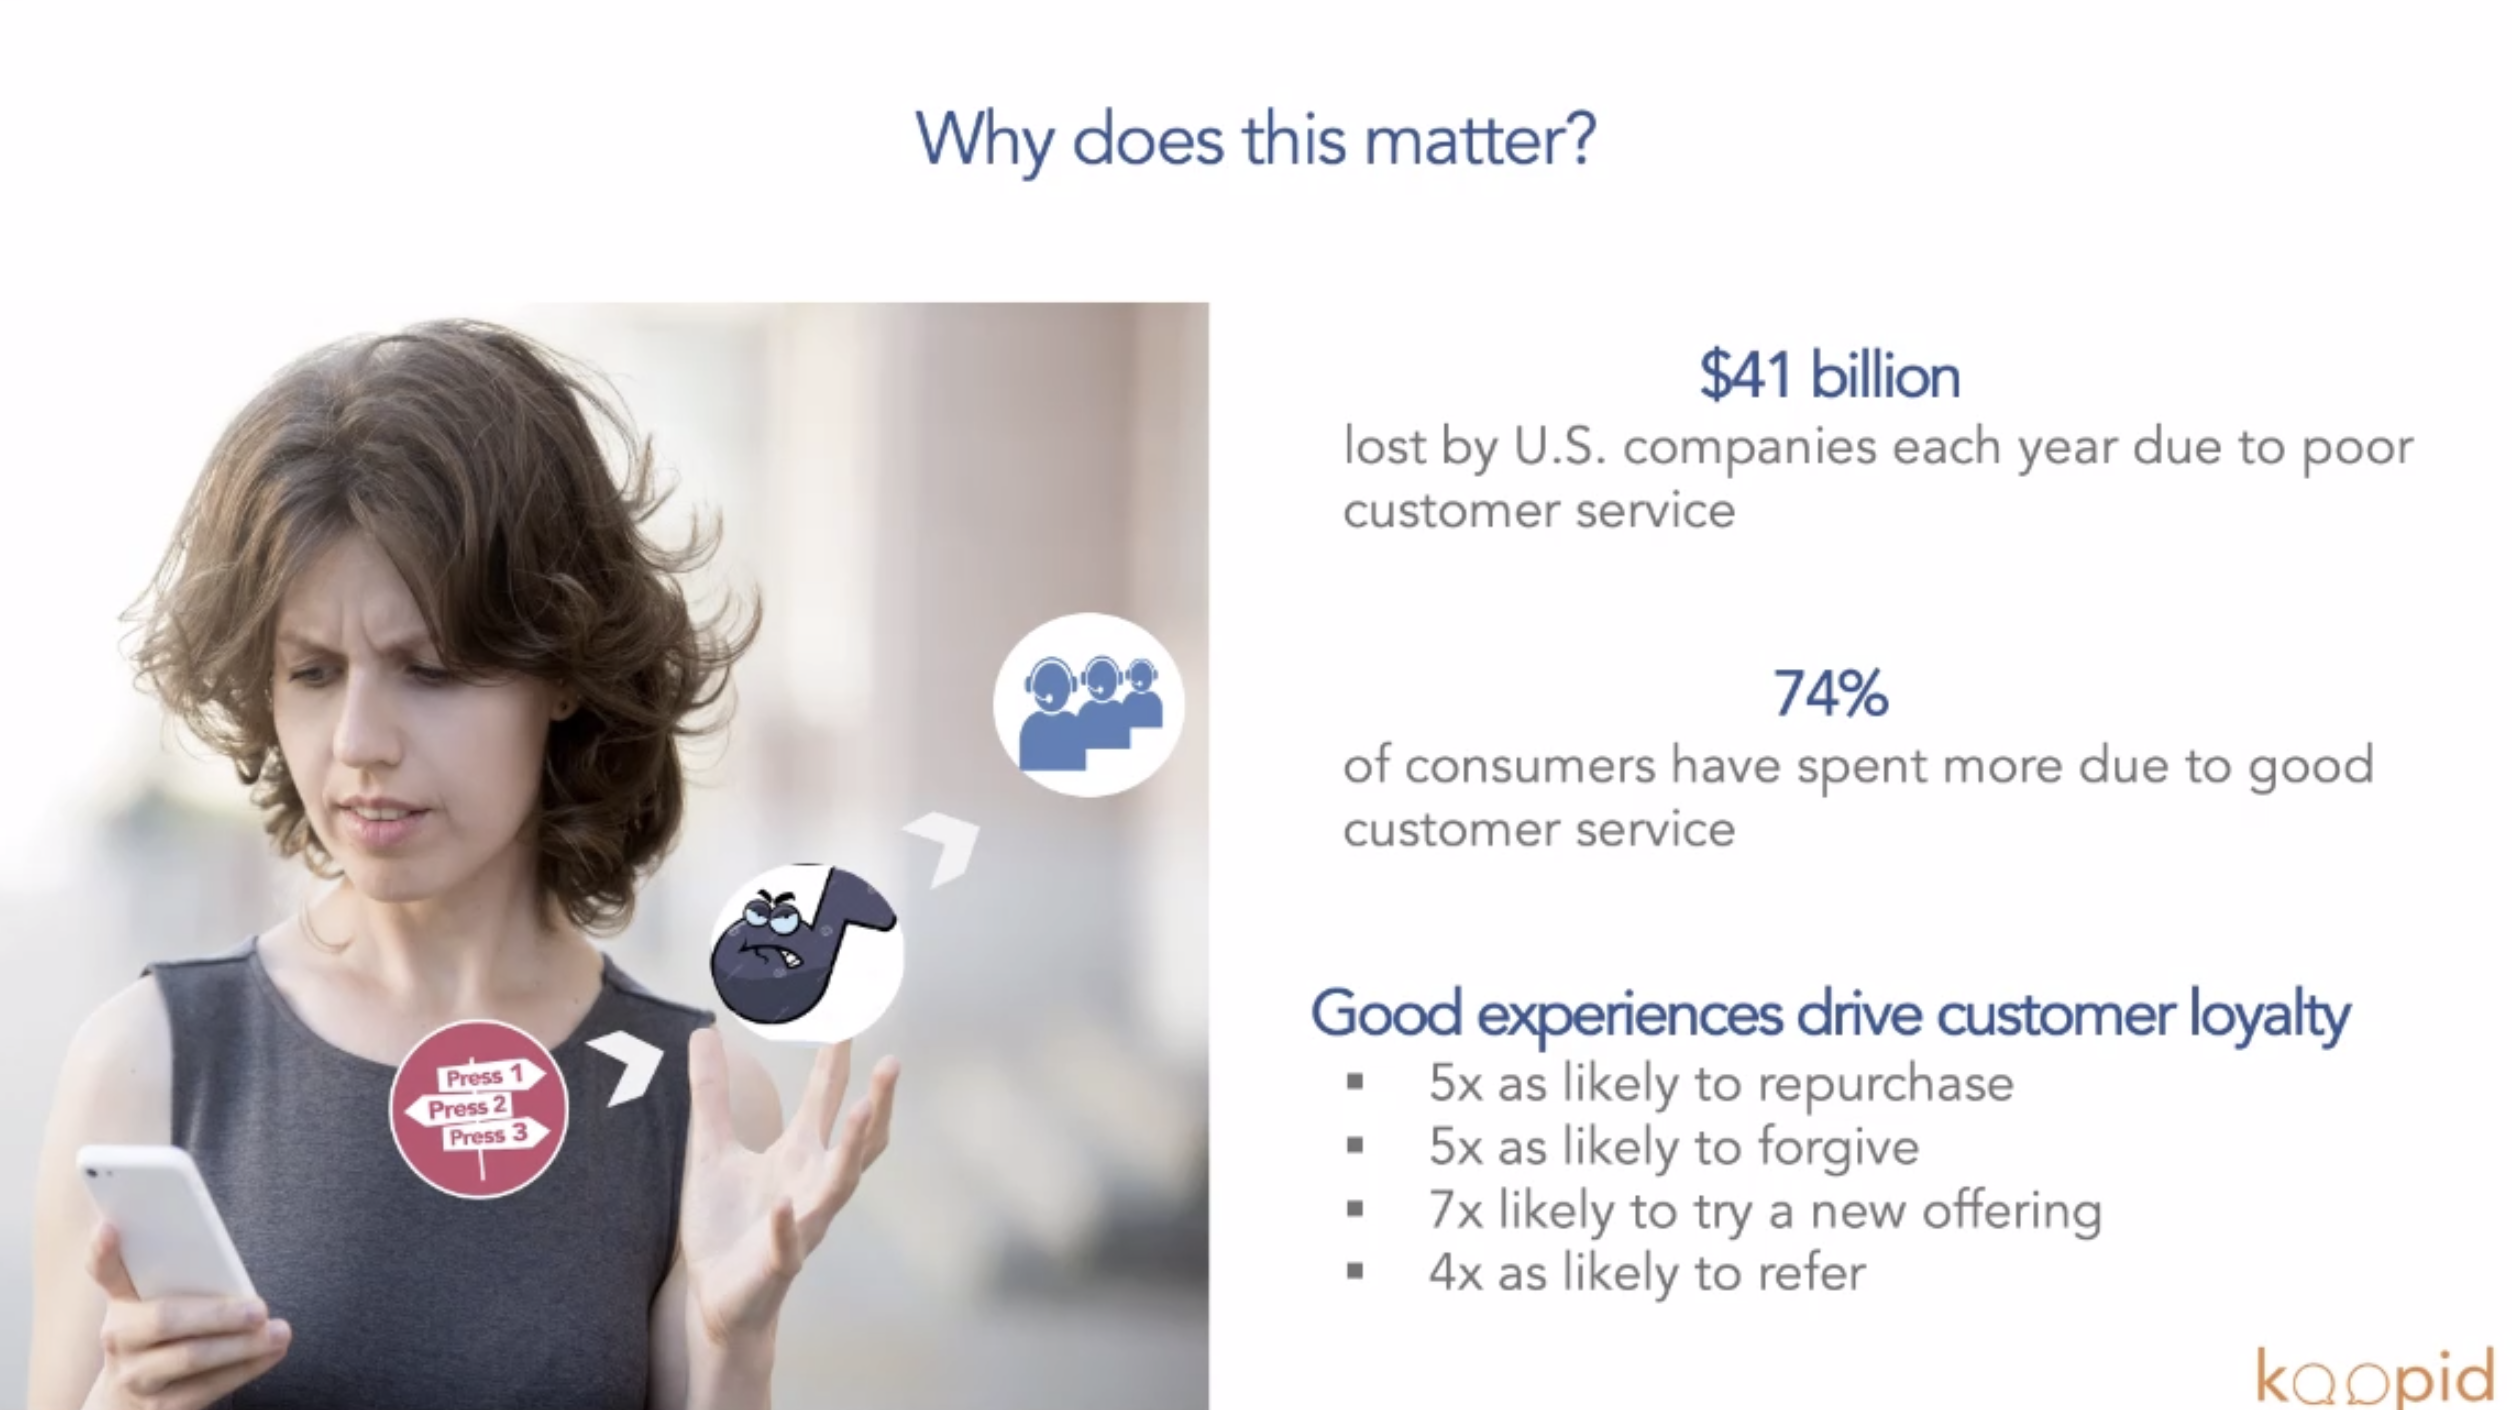 Why does this matter?
$41 billion
lost by U.S. companies each year due to poor
customer service
74%
of consumers have spent more due to good
customer service
Good experiences drive customer loyalty
▪ 5x as likely to repurchase
▪ 5x as likely to forgive
▪ 7x likely to try a new offering
▪ 4x as likely to refer
Press 1
Press 2
Press 3
koopid